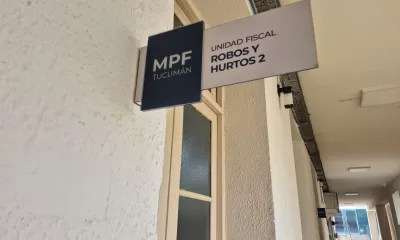 MPF
TUCUMÁN
UNIDAD FISCAL
ROBOS Y
HURTOS 2